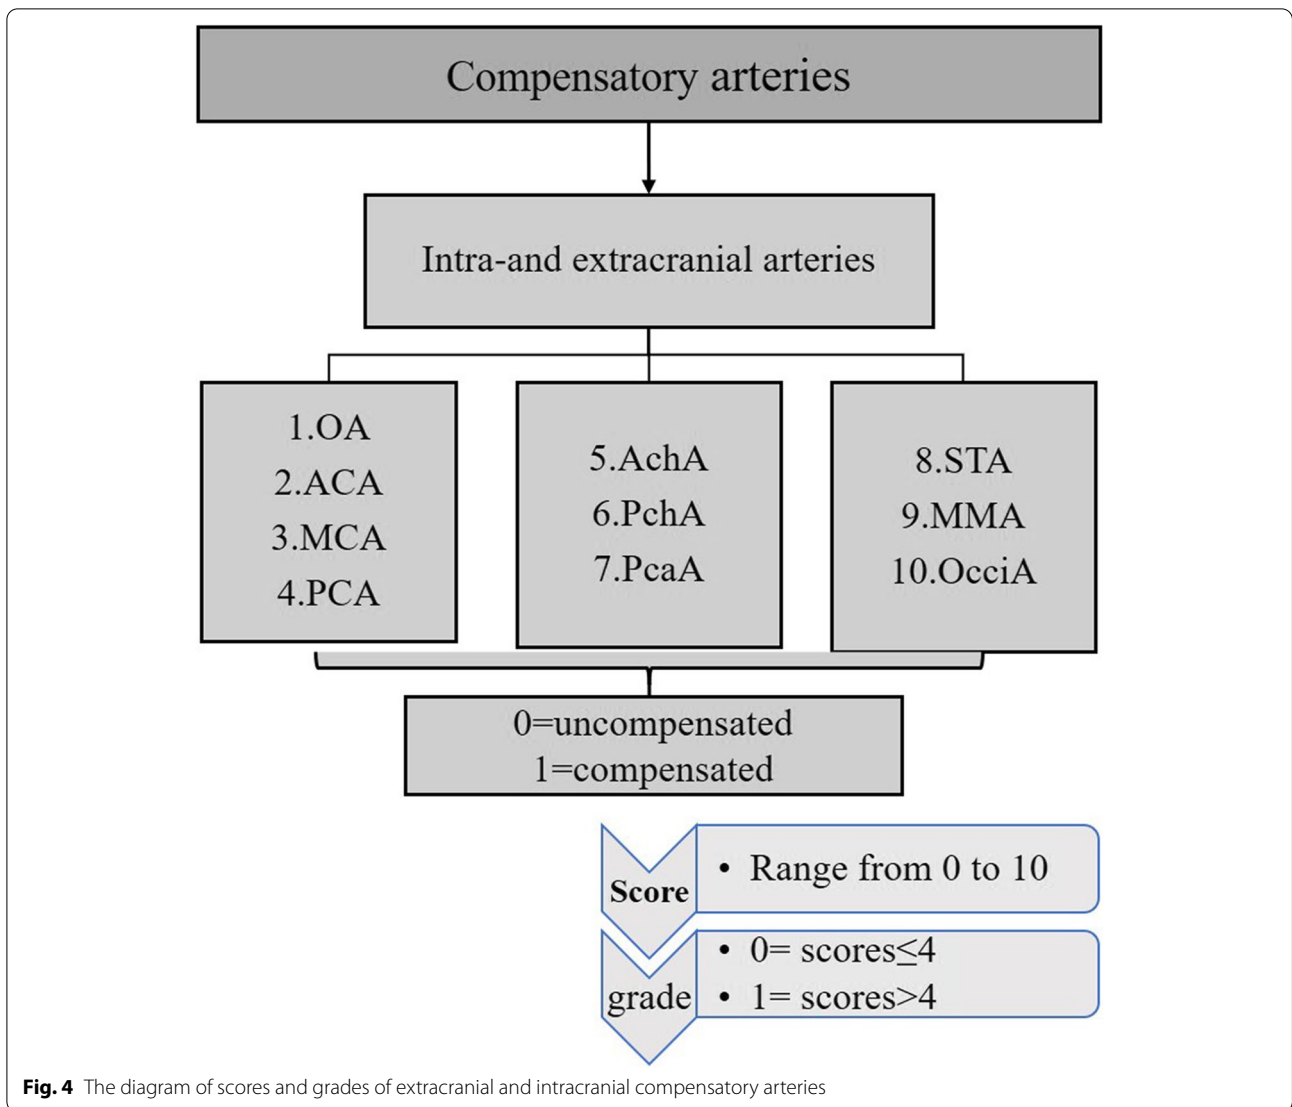 Compensatory arteries
Intra-and extracranial arteries
1.OA
2.ACA
3.MCA
4.PCA
5.AchA
6.PchA
7.PcaA
8.STA
9.MMA
10.OcciA
0=uncompensated
1=compensated
Score
• Range from 0 to 10
grade
• 0= scores≤4
• 1= scores>4
Fig. 4 The diagram of scores and grades of extracranial and intracranial compensatory arteries